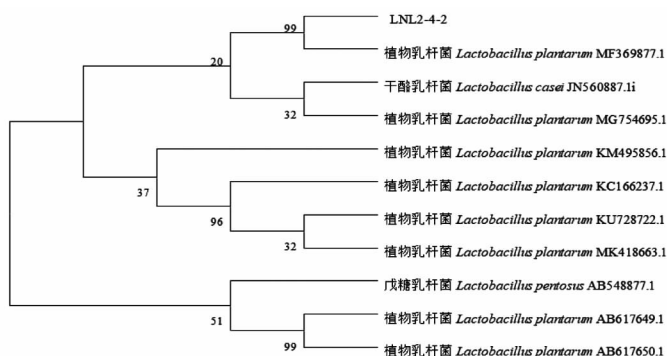 LNL2-4-2
99
植物乳杆菌 Lactobacillus plantarum MF369877.1
20
干酪乳杆菌 Lactobacillus casei JN560887.1i
32
植物乳杆菌 Lactobacillus plantarum MG754695.1
植物乳杆菌 Lactobacillus plantarum KM495856.1
37
植物乳杆菌 Lactobacillus plantarum KC166237.1
96
植物乳杆菌 Lactobacillus plantarum KU728722.1
32
植物乳杆菌 Lactobacillus plantarum MK418663.1
戊糖乳杆菌 Lactobacillus pentosus AB548877.1
51
植物乳杆菌 Lactobacillus plantarum AB617649.1
99
植物乳杆菌 Lactobacillus plantarum AB617650.1